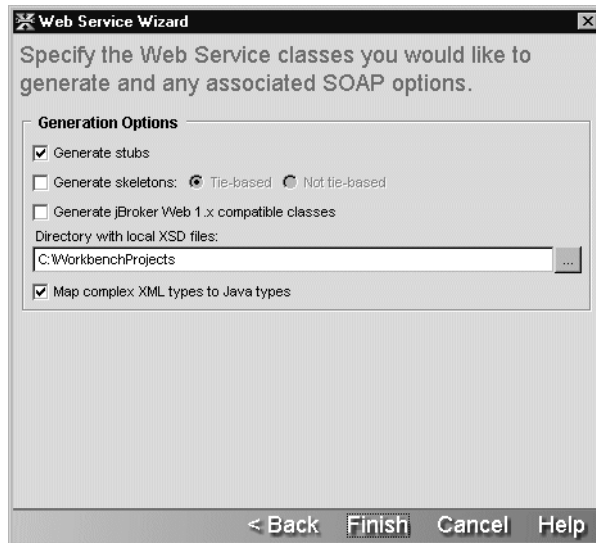 Web Service Wizard
Specify the Web Service classes you would like to
generate and any associated SOAP options.
Generation Options
Generate stubs
Generate skeletons: Tie-based Not tie-based
Generate jBroker Web 1.x compatible classes
Directory with local XSD files:
C:\WorkbenchProjects ...
Map complex XML types to Java types
< Back Finish Cancel Help